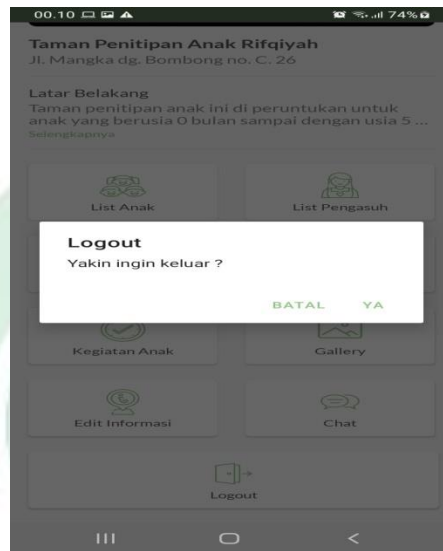 00.10
74%
Taman Penitipan Anak Rifqiyah
Jl. Mangka dg. Bombong no. C. 26
Latar Belakang
Taman penitipan anak ini di peruntukan untuk
anak yang berusia 0 bulan sampai dengan usia 5 ...
Selengkapnya
List Anak
List Pengasuh
Logout
Yakin ingin keluar ?
BATAL
YA
Kegiatan Anak
Gallery
Edit Informasi
Chat
Logout